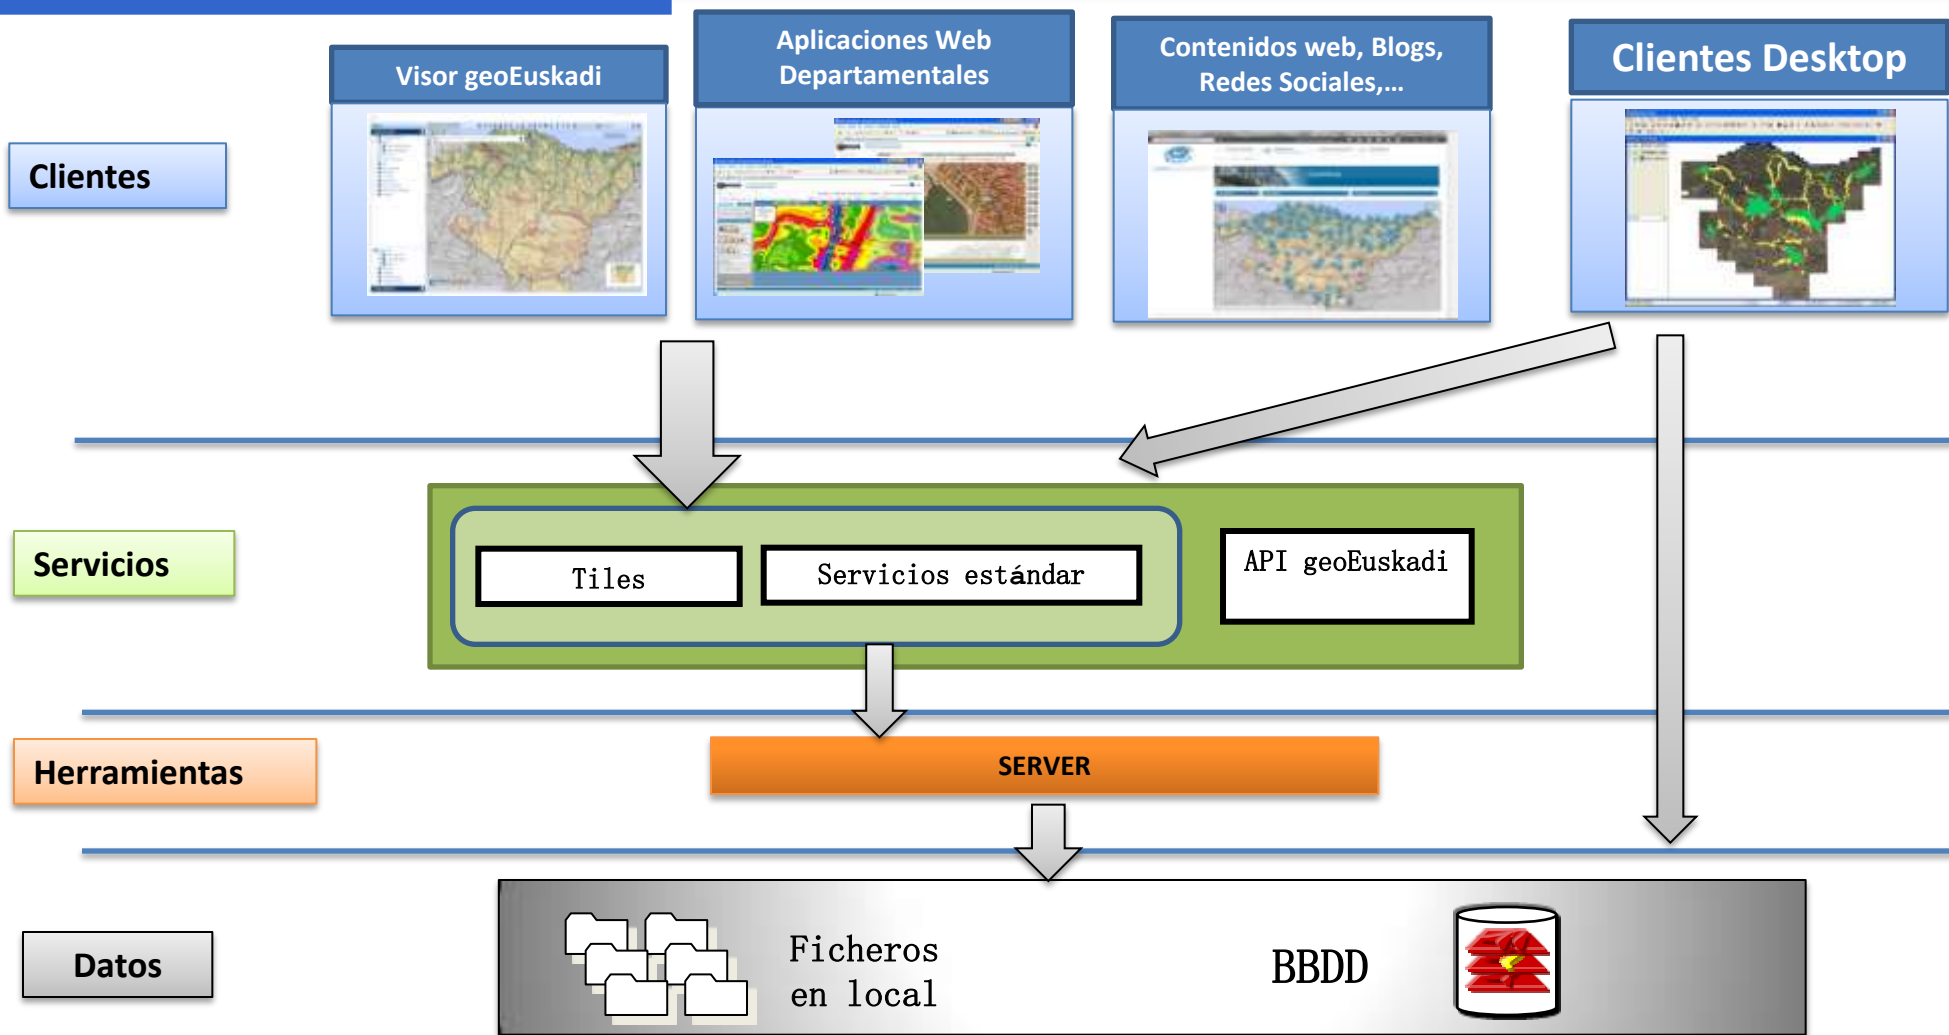 Visor geoEuskadi
Aplicaciones Web
Departamentales
Contenidos web, Blogs,
Redes Sociales,...
Clientes Desktop
Clientes
Servicios
Tiles
Servicios estándar
API geoEuskadi
Herramientas
SERVER
Datos
Ficheros
en local
BBDD